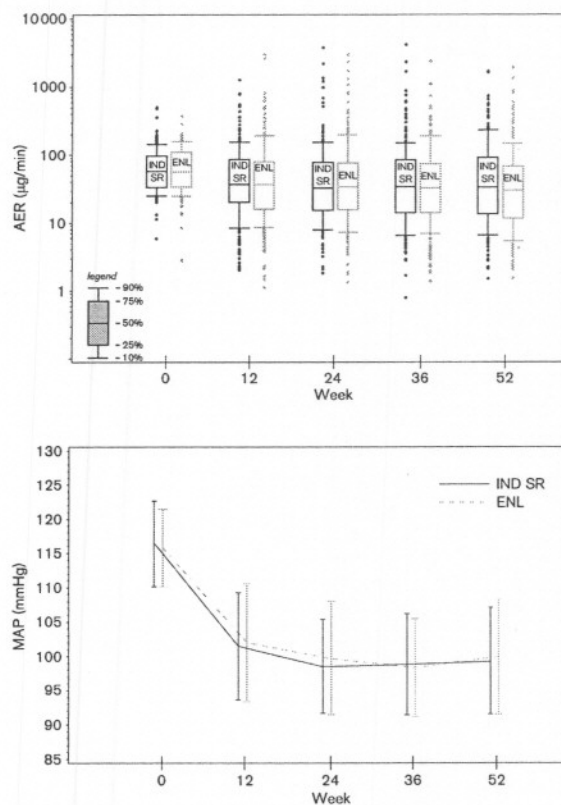 10000
1000
100
10
1
AER (µg/min)
IND SR
ENL
IND SR
ENL
IND SR
ENL
IND SR
ENL
IND SR
ENL
legend
-90%
-75%
-50%
-25%
-10%
0 12 24 36 52
Week
130
125
120
115
110
105
100
95
90
85
MAP (mmHg)
IND SR
ENL
0 12 24 36 52
Week